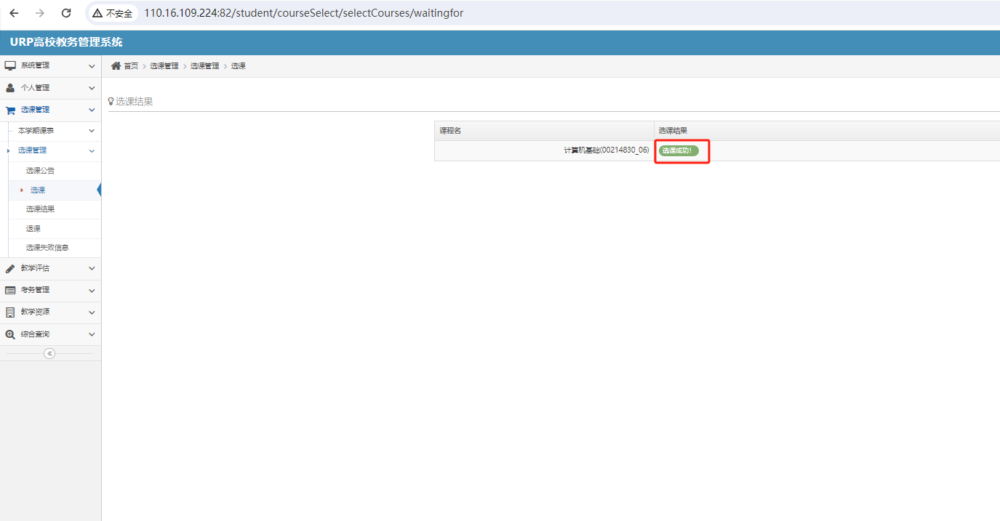 不安全 110.16.109.224:82/student/courseSelect/selectCourses/waitingfor
URP高校教务管理系统
系统管理
个人管理
选课管理
本学期课表
选课管理
选课公告
选课
选课结果
退课
选课失败信息
教学评估
考务管理
教学资源
综合查询
首页 > 选课管理 > 选课管理 > 选课
选课结果
课程名 选课结果
计算机基础(00214830_06) 选课成功！